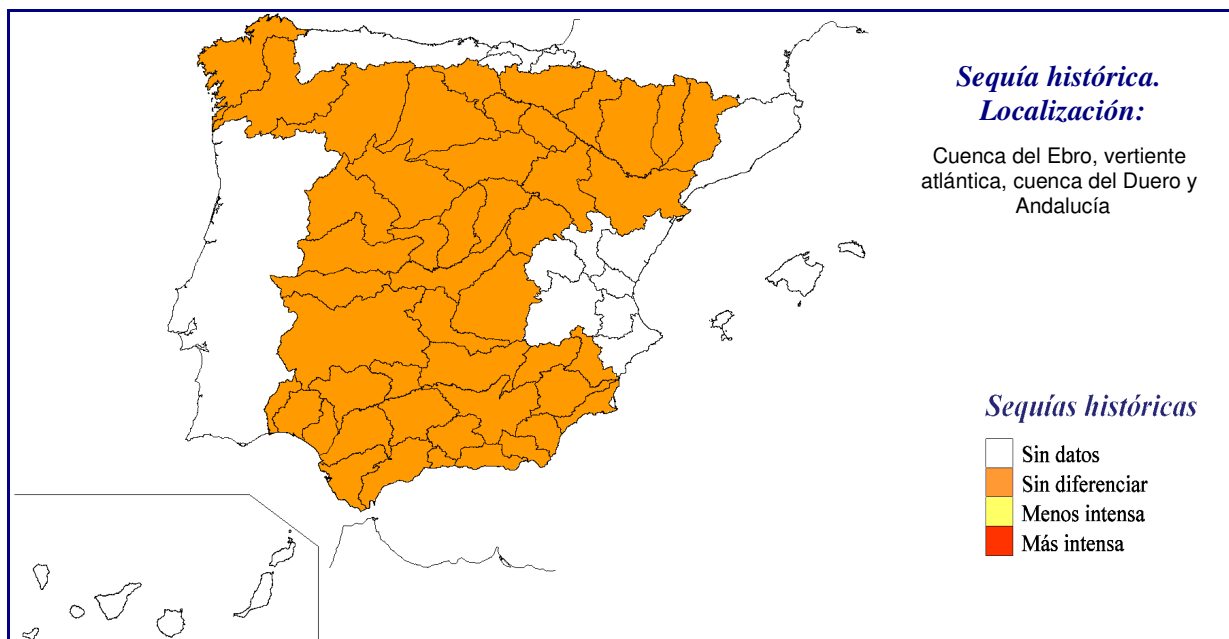 Sequía histórica.
Localización:
Cuenca del Ebro, vertiente
atlántica, cuenca del Duero y
Andalucía
Sequías históricas
Sin datos
Sin diferenciar
Menos intensa
Más intensa